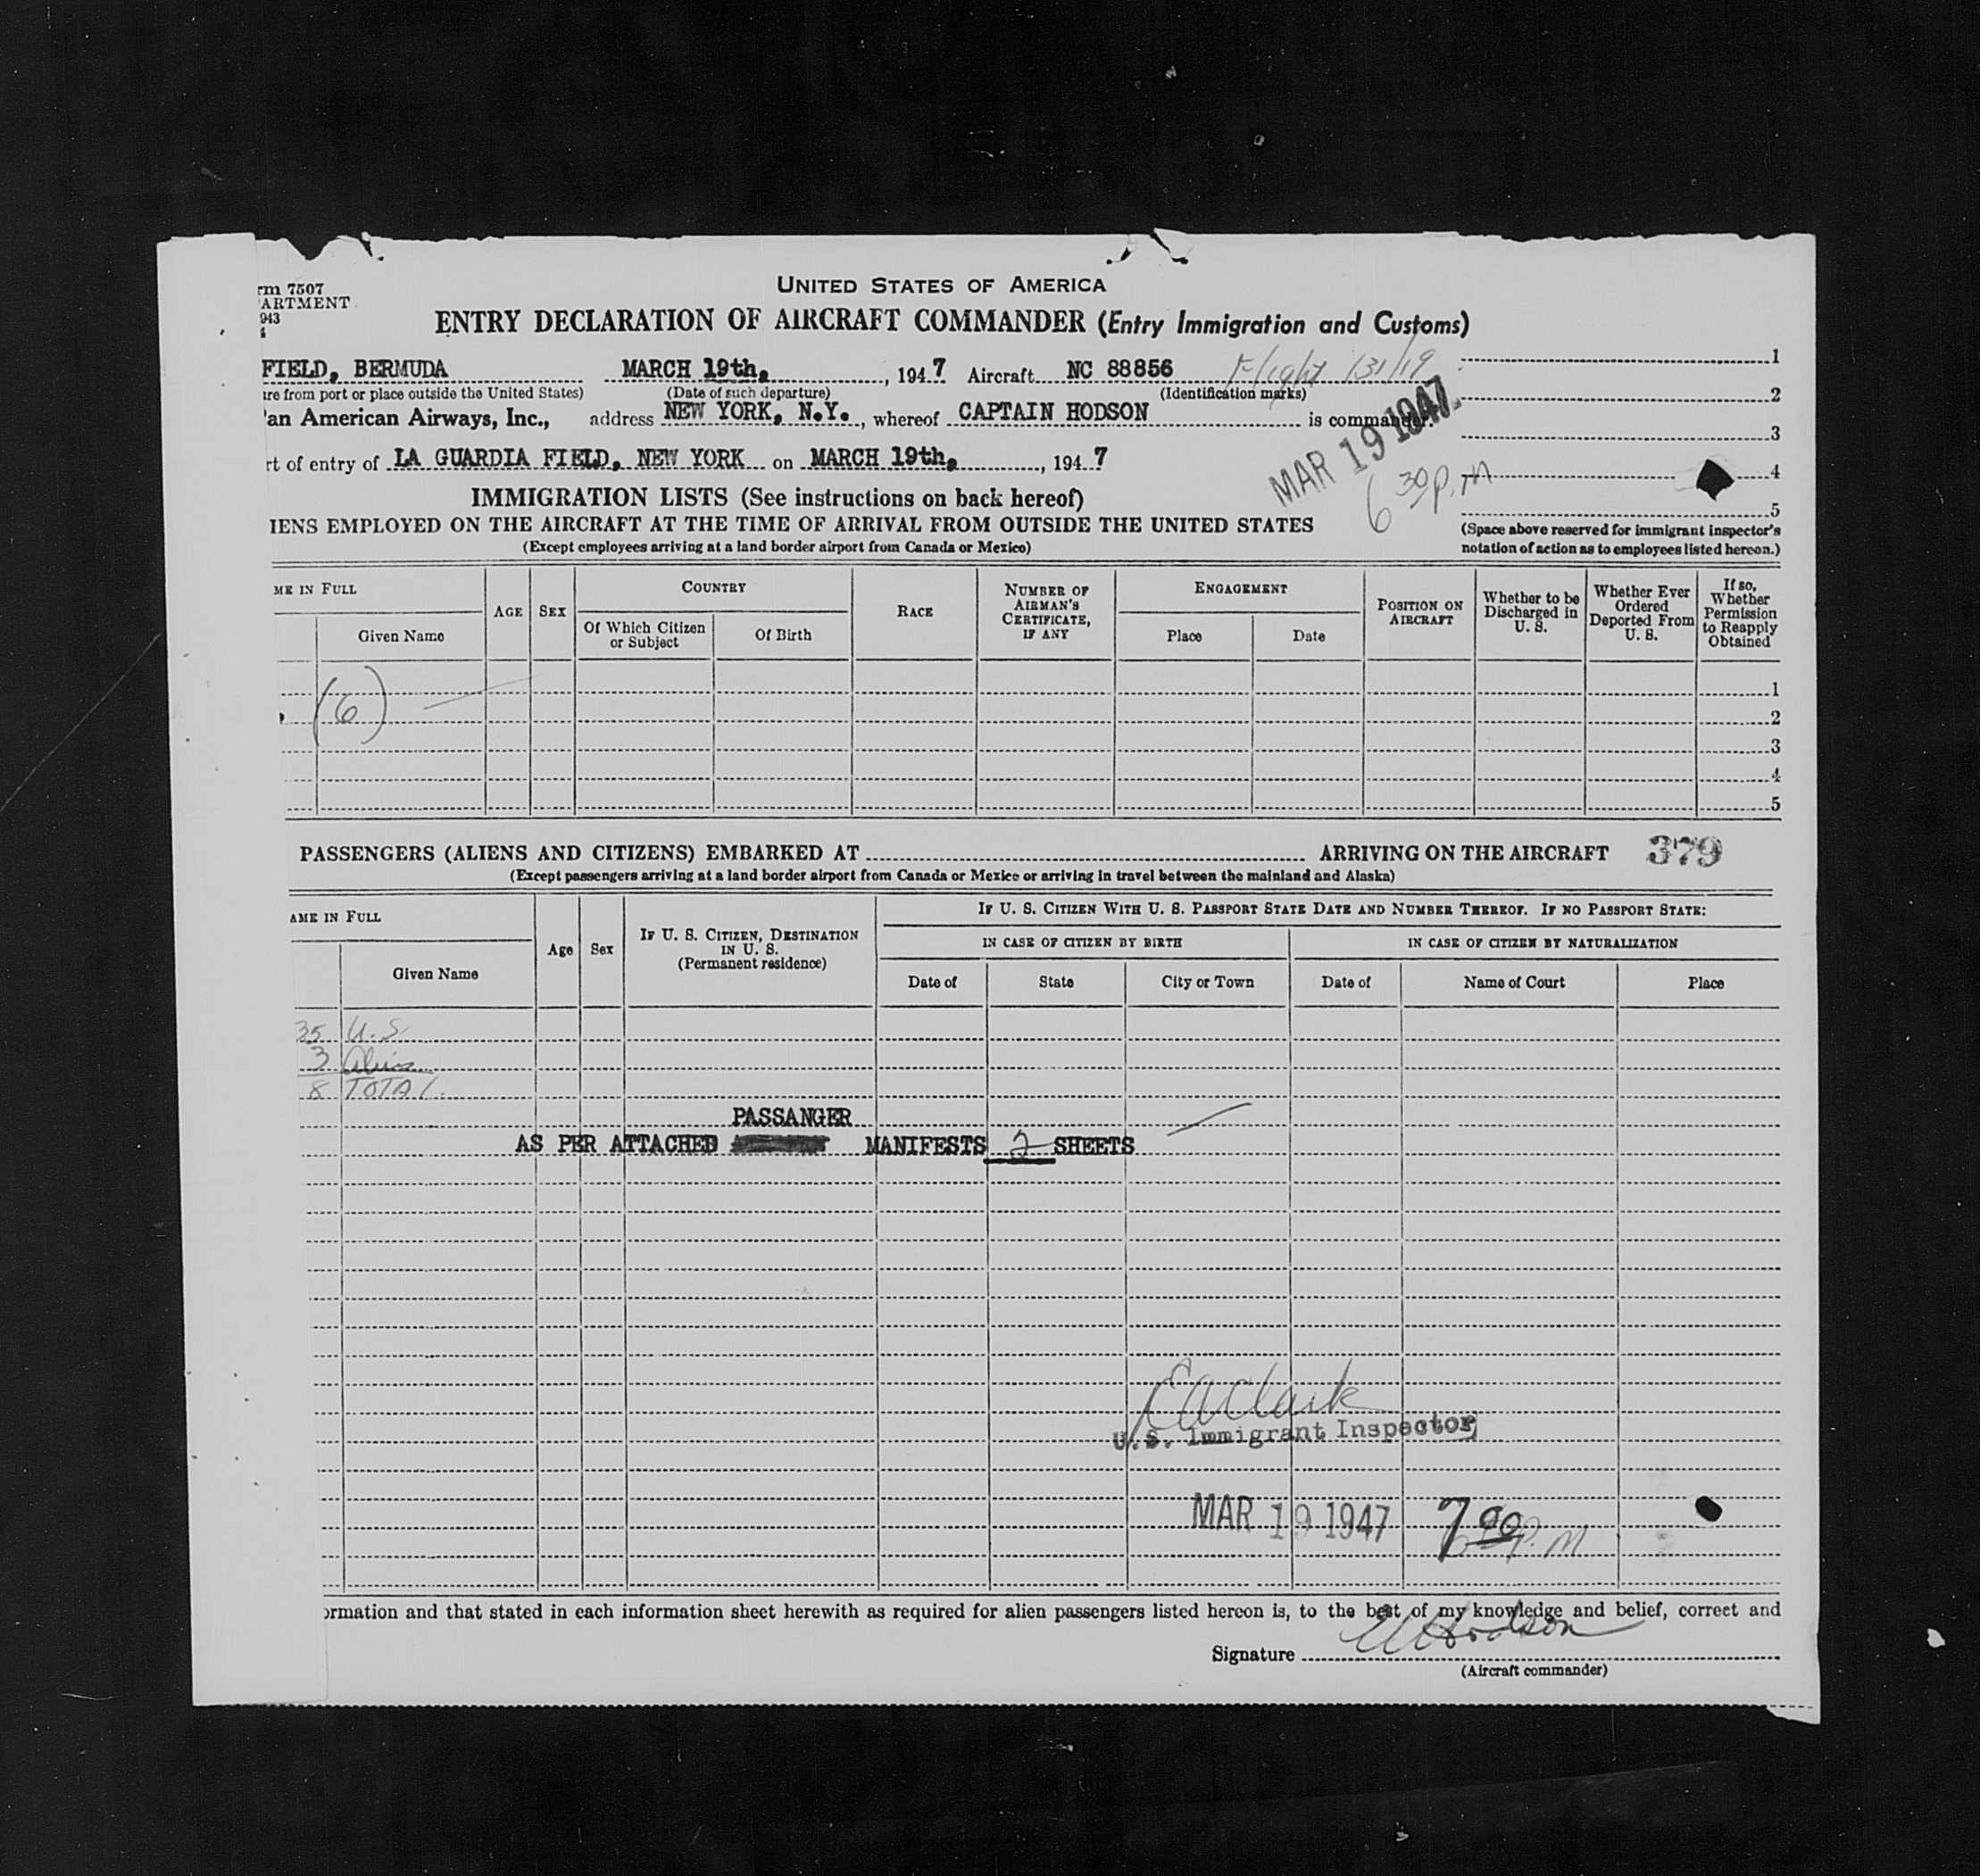 rm 7507
ARTMENT
943
4
UNITED STATES OF AMERICA
ENTRY DECLARATION OF AIRCRAFT COMMANDER (Entry Immigration and Customs)
FIELD, BERMUDA MARCH 19th, , 1947 Aircraft NC 88856 Flight 131/19 1
are from port or place outside the United States) (Date of such departure) (Identification marks) 2
an American Airways, Inc., address NEW YORK, N.Y. , whereof CAPTAIN HODSON is commander.
3
rt of entry of LA GUARDIA FIELD, NEW YORK on MARCH 19th, , 1947
MAR 19 1947
4
6 30 P.M
IMMIGRATION LISTS (See instructions on back hereof)
5
IENS EMPLOYED ON THE AIRCRAFT AT THE TIME OF ARRIVAL FROM OUTSIDE THE UNITED STATES
(Except employees arriving at a land border airport from Canada or Mexico)
(Space above reserved for immigrant inspector's
notation of action as to employees listed hereon.)
ME IN FULL
Given Name
AGE
SEX
COUNTRY
Of Which Citizen
or Subject
Of Birth
RACE
NUMBER OF
AIRMAN'S
CERTIFICATE,
IF ANY
ENGAGEMENT
Place
Date
POSITION ON
AIRCRAFT
Whether to be
Discharged in
U. S.
Whether Ever
Ordered
Deported From
U. S.
If so,
Whether
Permission
to Reapply
Obtained
1
(6) 2
3
4
5
PASSENGERS (ALIENS AND CITIZENS) EMBARKED AT ARRIVING ON THE AIRCRAFT 379
(Except passengers arriving at a land border airport from Canada or Mexico or arriving in travel between the mainland and Alaska)
AME IN FULL
Given Name
Age
Sex
IF U. S. CITIZEN, DESTINATION
IN U. S.
(Permanent residence)
IF U. S. CITIZEN WITH U. S. PASSPORT STATE DATE AND NUMBER THEREOF. IF NO PASSPORT STATE:
IN CASE OF CITIZEN BY BIRTH
IN CASE OF CITIZEN BY NATURALIZATION
Date of
State
City or Town
Date of
Name of Court
Place
35 U.S.
3 Alien
8 TOTAL
PASSANGER
AS PER ATTACHED MANIFESTS 2 SHEETS
EAClark
U.S. Immigrant Inspector
MAR 19 1947 7 00 P.M
ormation and that stated in each information sheet herewith as required for alien passengers listed hereon is, to the best of my knowledge and belief, correct and
Signature Hodson
(Aircraft commander)